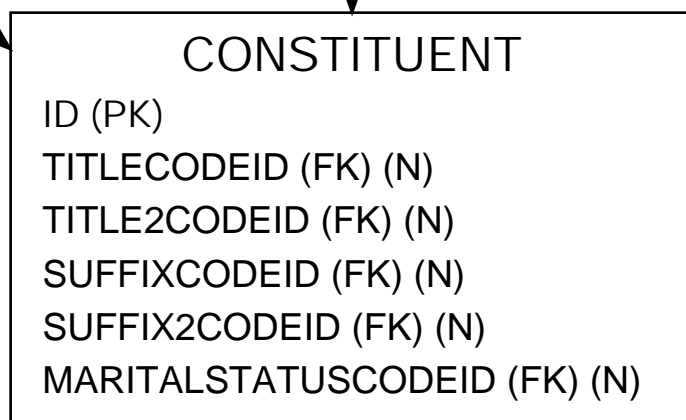 CONSTITUENT
ID (PK)
TITLECODEID (FK) (N)
TITLE2CODEID (FK) (N)
SUFFIXCODEID (FK) (N)
SUFFIX2CODEID (FK) (N)
MARITALSTATUSCODEID (FK) (N)